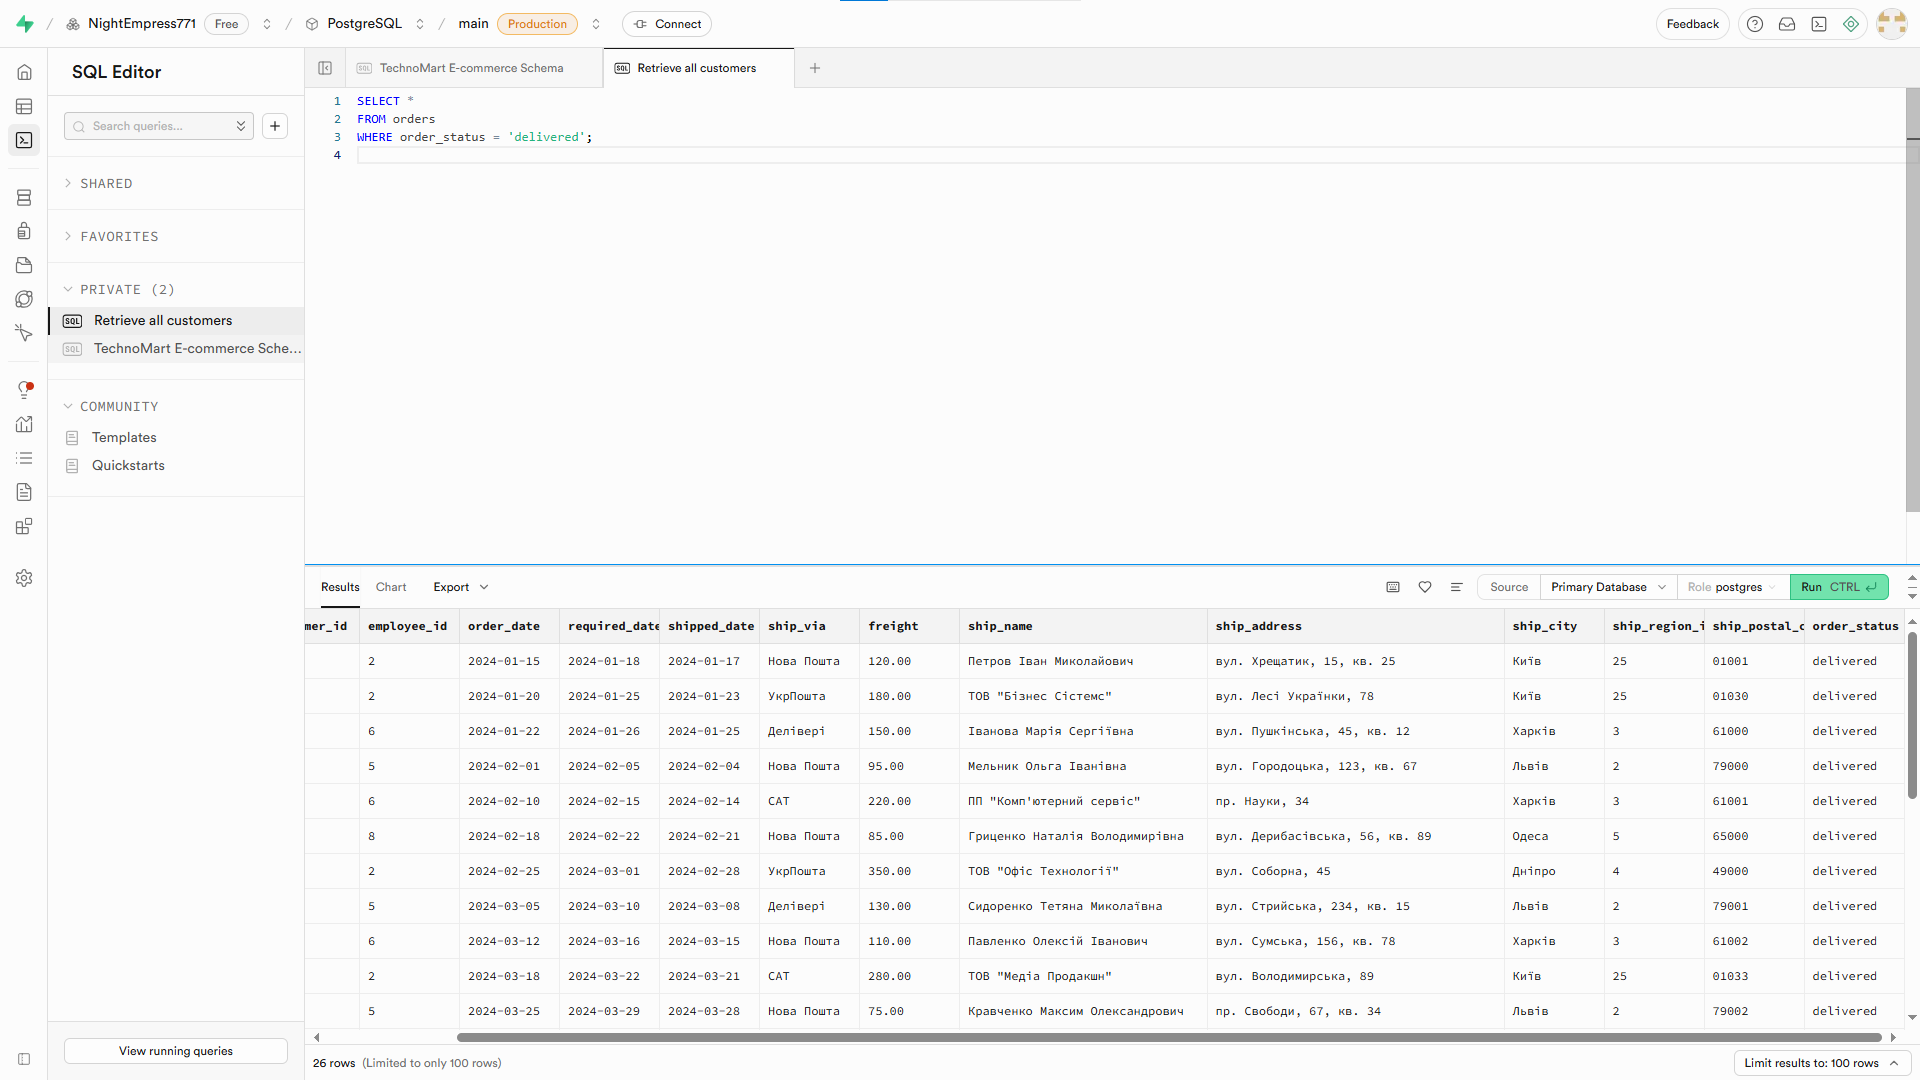 NightEmpress771 Free / PostgreSQL / main Production Connect Feedback
SQL Editor
Search queries...
SHARED
FAVORITES
PRIVATE (2)
SQL Retrieve all customers
SQL TechnoMart E-commerce Sche...
COMMUNITY
Templates
Quickstarts
View running queries
SQL TechnoMart E-commerce Schema SQL Retrieve all customers
1 SELECT *
2 FROM orders
3 WHERE order_status = 'delivered';
4
Results Chart Export Source Primary Database Role postgres Run CTRL
mer_id employee_id order_date required_date shipped_date ship_via freight ship_name ship_address ship_city ship_region_i ship_postal_c order_status
2 2024-01-15 2024-01-18 2024-01-17 Нова Пошта 120.00 Петров Іван Миколайович вул. Хрещатик, 15, кв. 25 Київ 25 01001 delivered
2 2024-01-20 2024-01-25 2024-01-23 УкрПошта 180.00 ТОВ "Бізнес Сістемс" вул. Лесі Українки, 78 Київ 25 01030 delivered
6 2024-01-22 2024-01-26 2024-01-25 Делівері 150.00 Іванова Марія Сергіївна вул. Пушкінська, 45, кв. 12 Харків 3 61000 delivered
5 2024-02-01 2024-02-05 2024-02-04 Нова Пошта 95.00 Мельник Ольга Іванівна вул. Городоцька, 123, кв. 67 Львів 2 79000 delivered
6 2024-02-10 2024-02-15 2024-02-14 САТ 220.00 ПП "Комп'ютерний сервіс" пр. Науки, 34 Харків 3 61001 delivered
8 2024-02-18 2024-02-22 2024-02-21 Нова Пошта 85.00 Гриценко Наталія Володимирівна вул. Дерибасівська, 56, кв. 89 Одеса 5 65000 delivered
2 2024-02-25 2024-03-01 2024-02-28 УкрПошта 350.00 ТОВ "Офіс Технології" вул. Соборна, 45 Дніпро 4 49000 delivered
5 2024-03-05 2024-03-10 2024-03-08 Делівері 130.00 Сидоренко Тетяна Миколаївна вул. Стрийська, 234, кв. 15 Львів 2 79001 delivered
6 2024-03-12 2024-03-16 2024-03-15 Нова Пошта 110.00 Павленко Олексій Іванович вул. Сумська, 156, кв. 78 Харків 3 61002 delivered
2 2024-03-18 2024-03-22 2024-03-21 САТ 280.00 ТОВ "Медіа Продакшн" вул. Володимирська, 89 Київ 25 01033 delivered
5 2024-03-25 2024-03-29 2024-03-28 Нова Пошта 75.00 Кравченко Максим Олександрович пр. Свободи, 67, кв. 34 Львів 2 79002 delivered
26 rows (Limited to only 100 rows) Limit results to: 100 rows